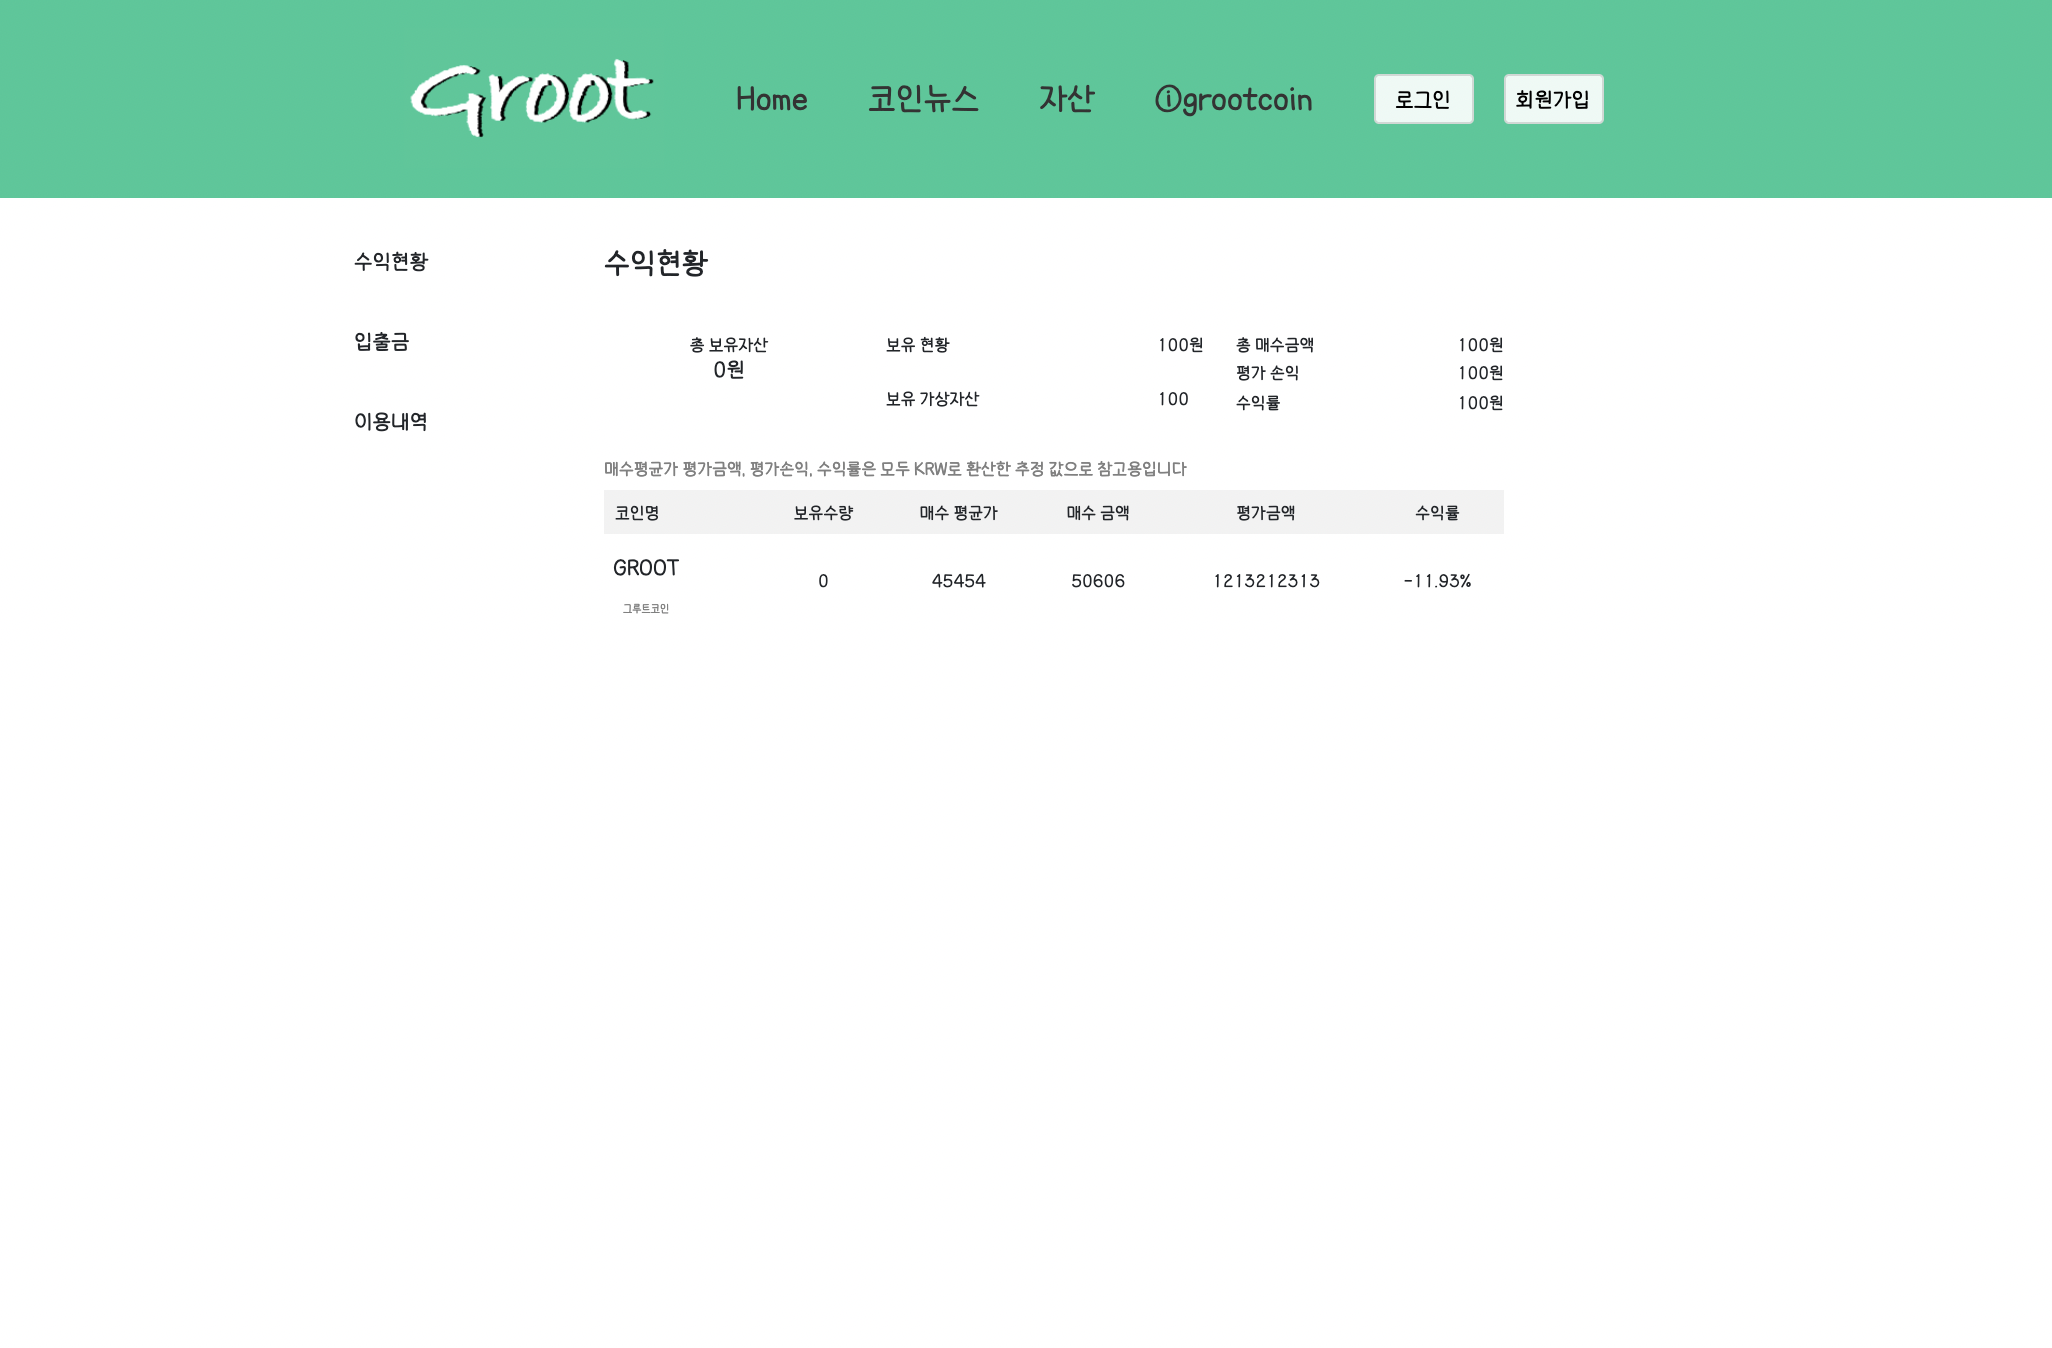 Groot
Home 코인뉴스 자산 ⓘgrootcoin 로그인 회원가입
수익현황
입출금
이용내역
수익현황
총 보유자산
0원
보유 현황 100원
보유 가상자산 100
총 매수금액 100원
평가 손익 100원
수익률 100원
매수평균가 평가금액, 평가손익, 수익률은 모두 KRW로 환산한 추정 값으로 참고용입니다
코인명 보유수량 매수 평균가 매수 금액 평가금액 수익률
GROOT 0 45454 50606 1213212313 -11.93%
그루트코인